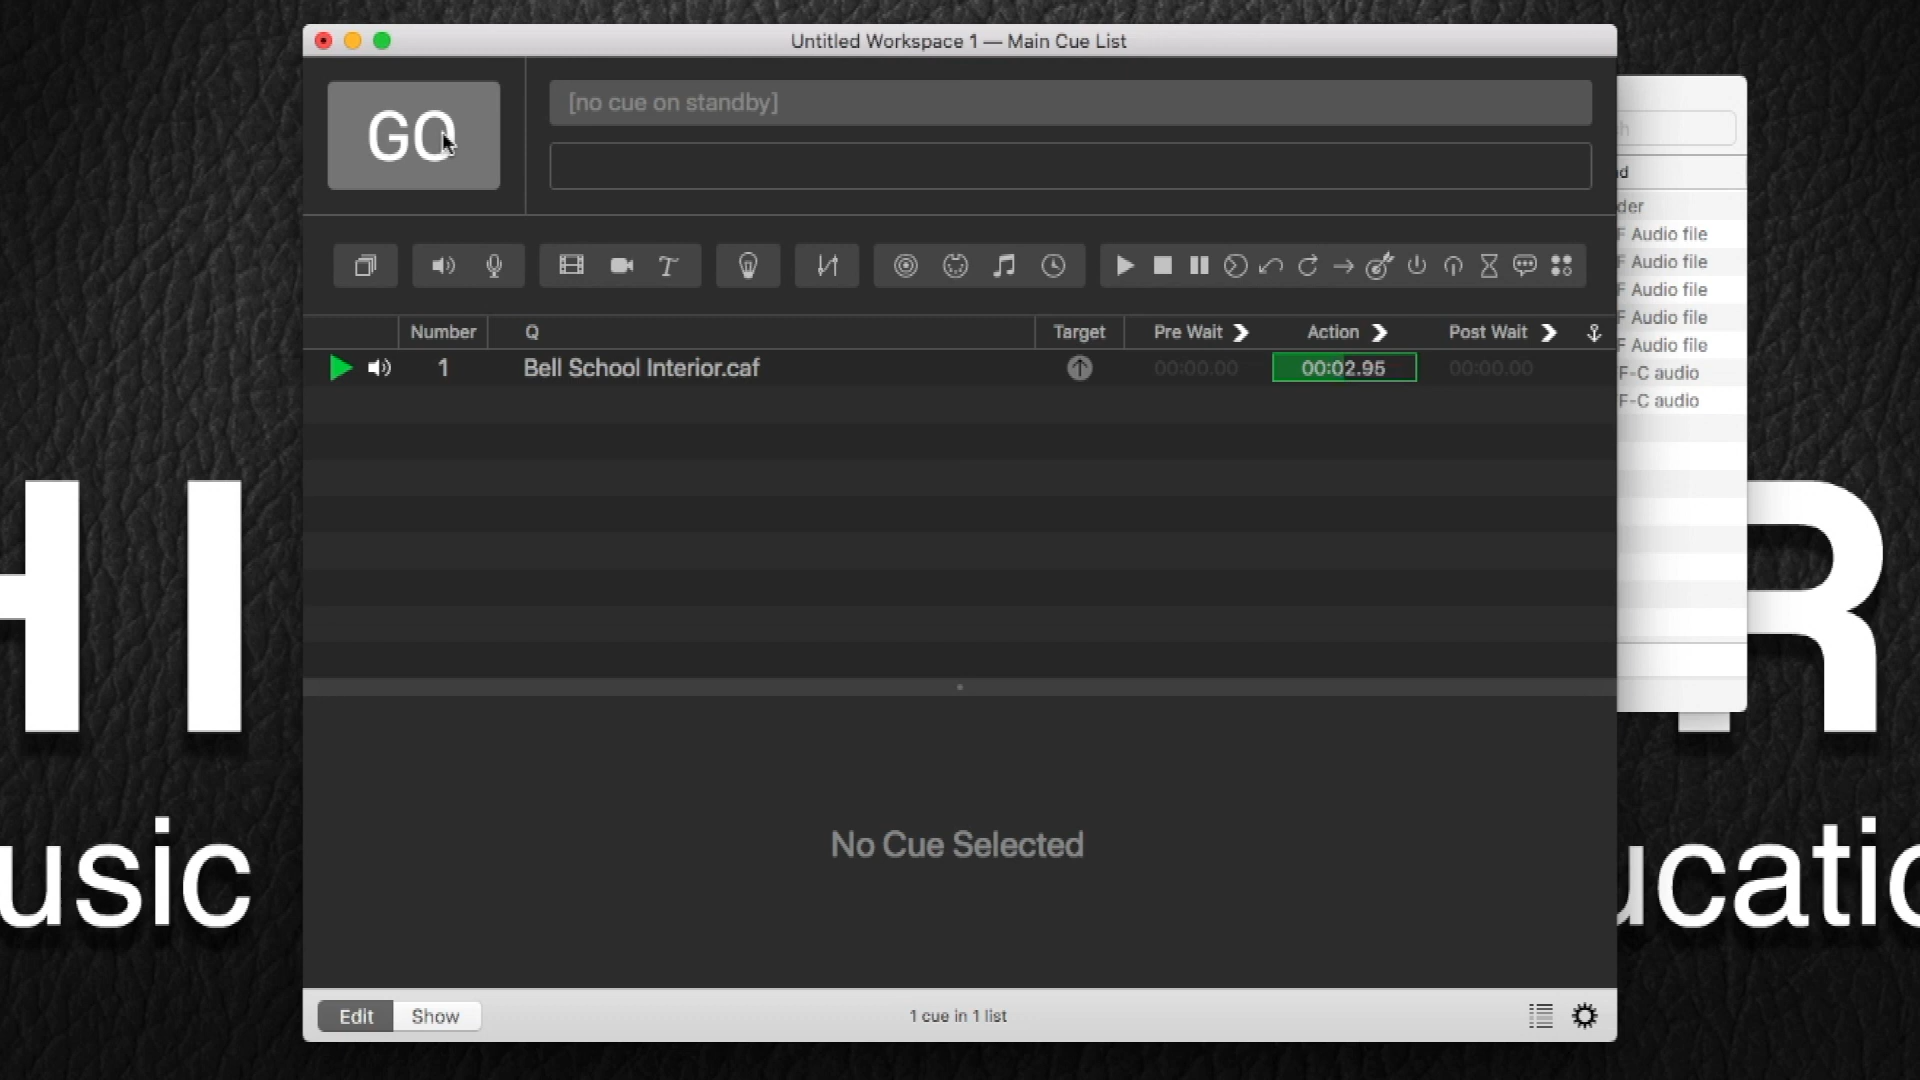 Untitled Workspace 1 — Main Cue List
GO
[no cue on standby]
Number
Q
Target
Pre Wait
Action
Post Wait
1
Bell School Interior.caf
00:00.00
00:02.95
00:00.00
No Cue Selected
Edit
Show
1 cue in 1 list
h
d
der
F Audio file
F Audio file
F Audio file
F Audio file
F Audio file
F-C audio
F-C audio
HI
R
usic
ucatio